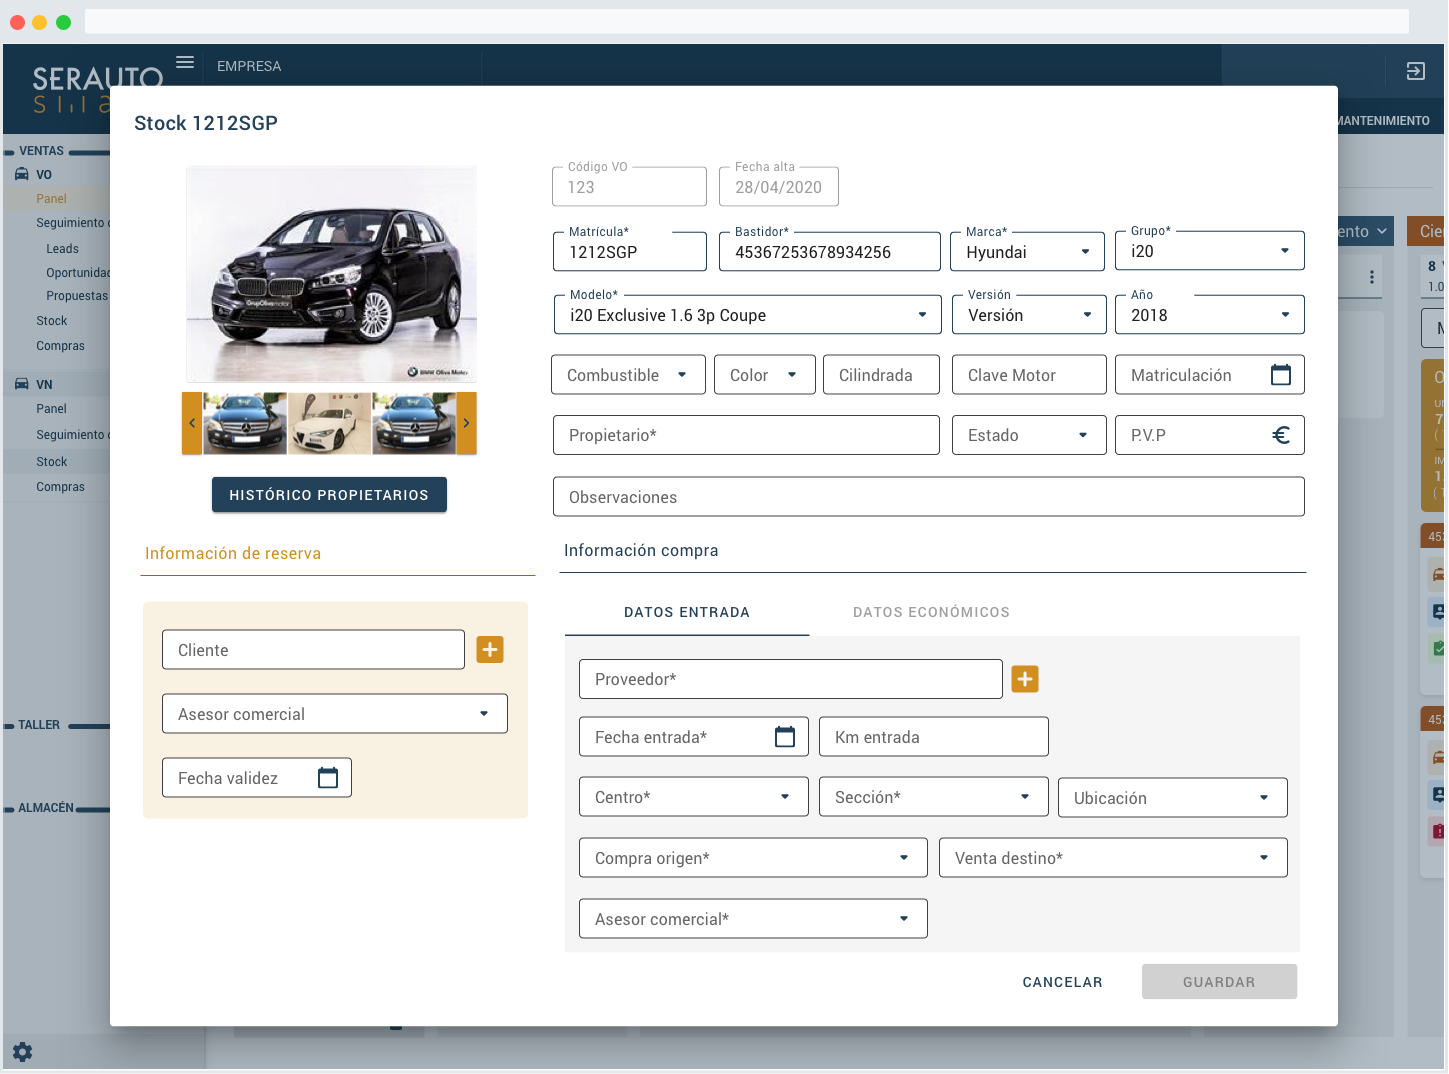 SERAUTO
EMPRESA
MANTENIMIENTO
VENTAS
VO
Panel
Seguimiento
Leads
Oportunidad
Propuestas
Stock
Compras
VN
Panel
Seguimiento
Stock
Compras
TALLER
ALMACÉN
Stock 1212SGP
GrupOlivamotor
BMW Oliva Motor
HISTÓRICO PROPIETARIOS
Código VO
123
Fecha alta
28/04/2020
Matrícula*
1212SGP
Bastidor*
45367253678934256
Marca*
Hyundai
Grupo*
i20
Modelo*
i20 Exclusive 1.6 3p Coupe
Versión
Versión
Año
2018
Combustible
Color
Cilindrada
Clave Motor
Matriculación
Propietario*
Estado
P.V.P
€
Observaciones
Información de reserva
Cliente
Asesor comercial
Fecha validez
Información compra
DATOS ENTRADA
DATOS ECONÓMICOS
Proveedor*
Fecha entrada*
Km entrada
Centro*
Sección*
Ubicación
Compra origen*
Venta destino*
Asesor comercial*
CANCELAR
GUARDAR